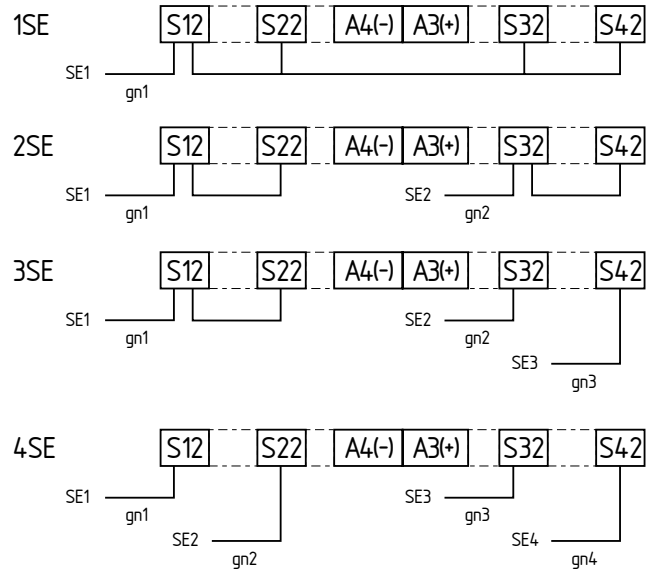 1SE S12 S22 A4(-) A3(+) S32 S42
SE1
gn1
2SE S12 S22 A4(-) A3(+) S32 S42
SE1 SE2
gn1 gn2
3SE S12 S22 A4(-) A3(+) S32 S42
SE1 SE2
gn1 gn2
SE3
gn3
4SE S12 S22 A4(-) A3(+) S32 S42
SE1 SE3
gn1 gn3
SE2 SE4
gn2 gn4